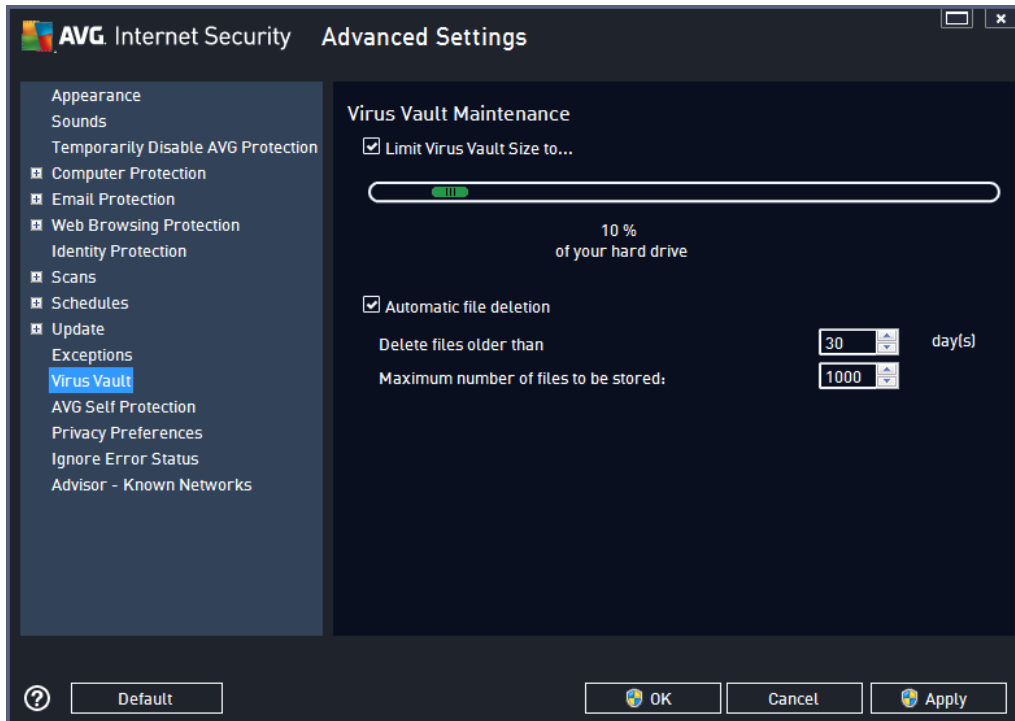 AVG. Internet Security Advanced Settings
Appearance
Sounds
Temporarily Disable AVG Protection
Computer Protection
Email Protection
Web Browsing Protection
Identity Protection
Scans
Schedules
Update
Exceptions
Virus Vault
AVG Self Protection
Privacy Preferences
Ignore Error Status
Advisor - Known Networks
Virus Vault Maintenance
Limit Virus Vault Size to...
10 %
of your hard drive
Automatic file deletion
Delete files older than 30 day(s)
Maximum number of files to be stored: 1000
? Default OK Cancel Apply